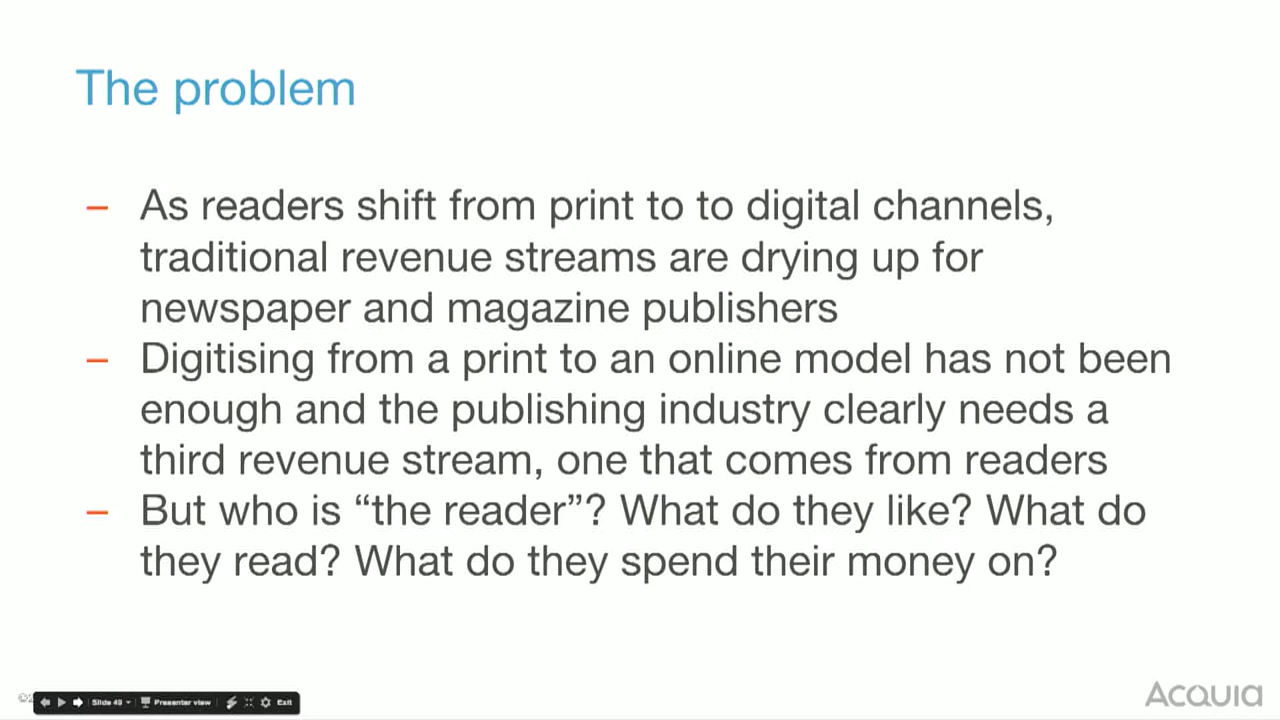 The problem
– As readers shift from print to to digital channels,
traditional revenue streams are drying up for
newspaper and magazine publishers
– Digitising from a print to an online model has not been
enough and the publishing industry clearly needs a
third revenue stream, one that comes from readers
– But who is “the reader”? What do they like? What do
they read? What do they spend their money on?
Slide 49 Presenter view Exit
Acquia